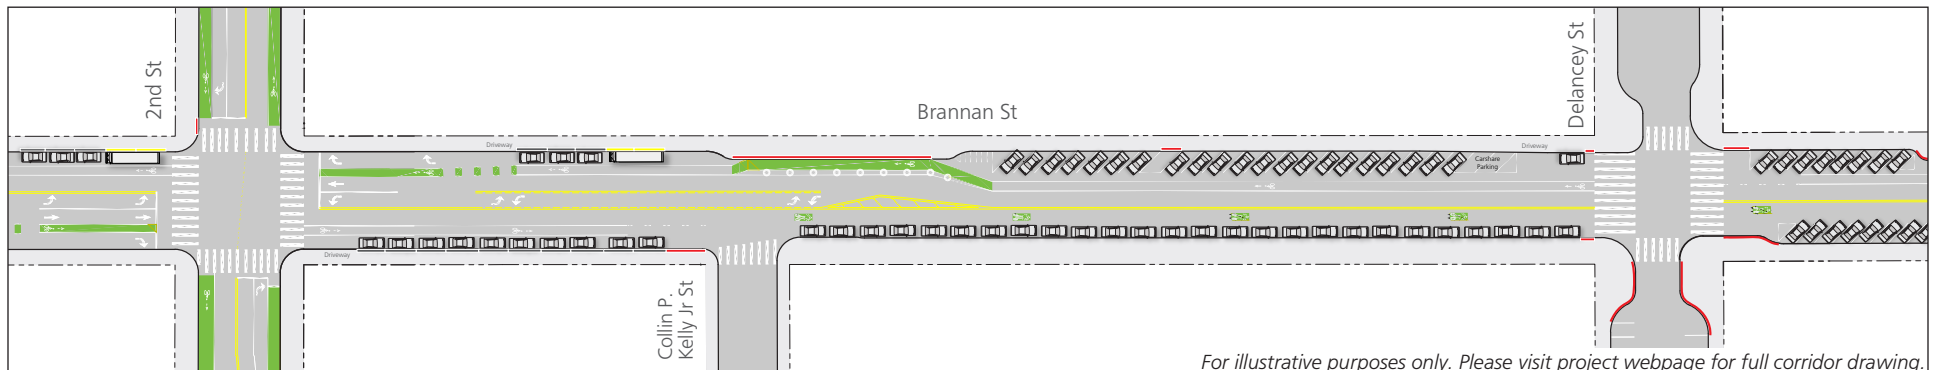 2nd St
Brannan St
Delancey St
Driveway
Driveway
Carshare
Parking
Driveway
Collin P.
Kelly Jr St
For illustrative purposes only. Please visit project webpage for full corridor drawing.